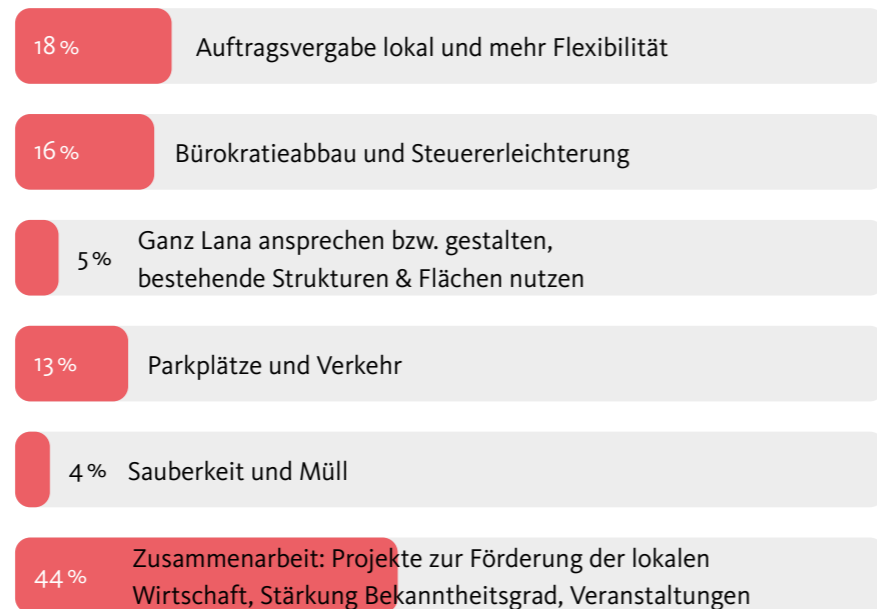 18 % Auftragsvergabe lokal und mehr Flexibilität
16 % Bürokratieabbau und Steuererleichterung
5 % Ganz Lana ansprechen bzw. gestalten,
bestehende Strukturen & Flächen nutzen
13 % Parkplätze und Verkehr
4 % Sauberkeit und Müll
44 % Zusammenarbeit: Projekte zur Förderung der lokalen
Wirtschaft, Stärkung Bekanntheitsgrad, Veranstaltungen